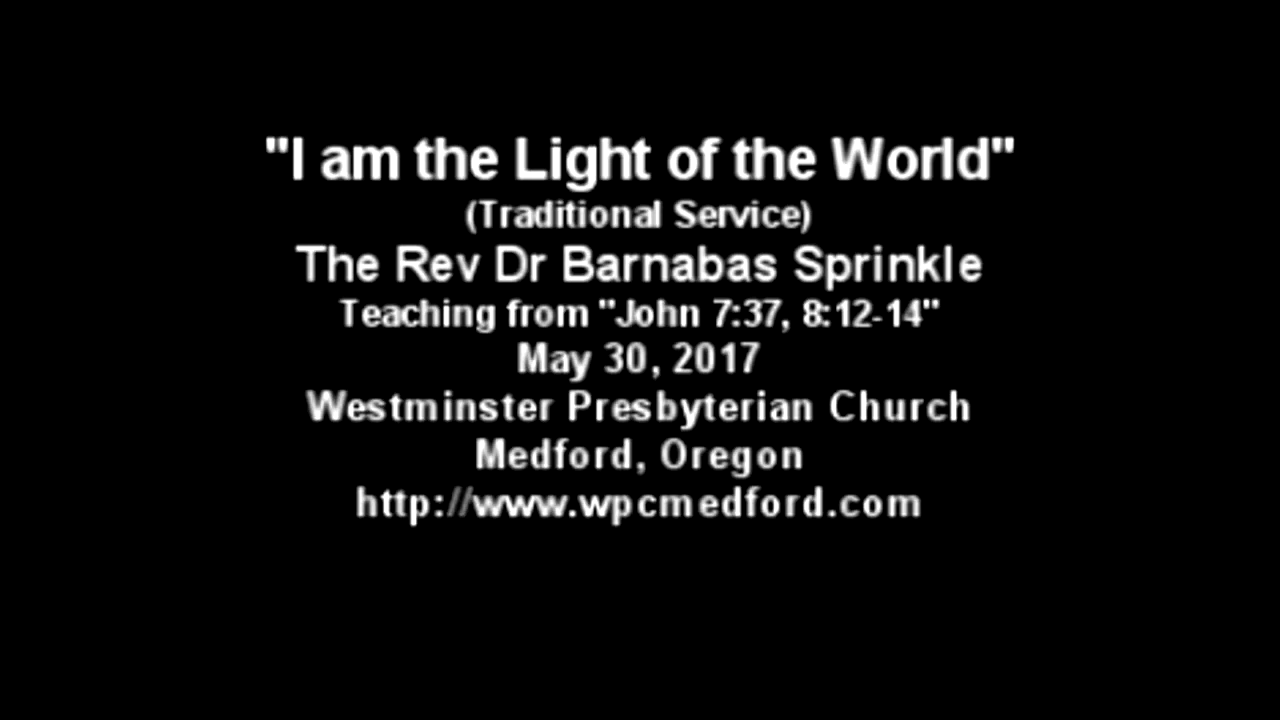 "I am the Light of the World"
(Traditional Service)
The Rev Dr Barnabas Sprinkle
Teaching from "John 7:37, 8:12-14"
May 30, 2017
Westminster Presbyterian Church
Medford, Oregon
http://www.wpcmedford.com